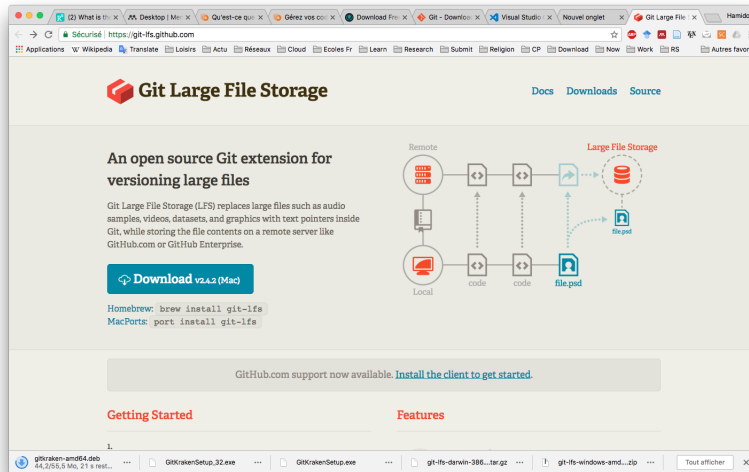 (2) What is th
Desktop | Me
Qu'est-ce que
Gérez vos co
Download Fre
Git - Downloa
Visual Studio
Nouvel onglet
Git Large File
Hamido
Sécurisé | https://git-lfs.github.com
Applications W Wikipedia Translate Loisirs Actu Réseaux Cloud Ecoles Fr Learn Research Submit Religion CP Download Now Work RS Autres favor
Git Large File Storage
Docs Downloads Source
An open source Git extension for
versioning large files
Git Large File Storage (LFS) replaces large files such as audio
samples, videos, datasets, and graphics with text pointers inside
Git, while storing the file contents on a remote server like
GitHub.com or GitHub Enterprise.
Download v2.4.2 (Mac)
Homebrew: brew install git-lfs
MacPorts: port install git-lfs
Remote
Large File Storage
file.psd
Local
code
code
file.psd
GitHub.com support now available. Install the client to get started.
Getting Started
Features
1.
gitkraken-amd64.deb
44,2/55,5 Mo, 21 s rest...
GitKrakenSetup_32.exe
GitKrakenSetup.exe
git-lfs-darwin-386....tar.gz
git-lfs-windows-amd....zip
Tout afficher